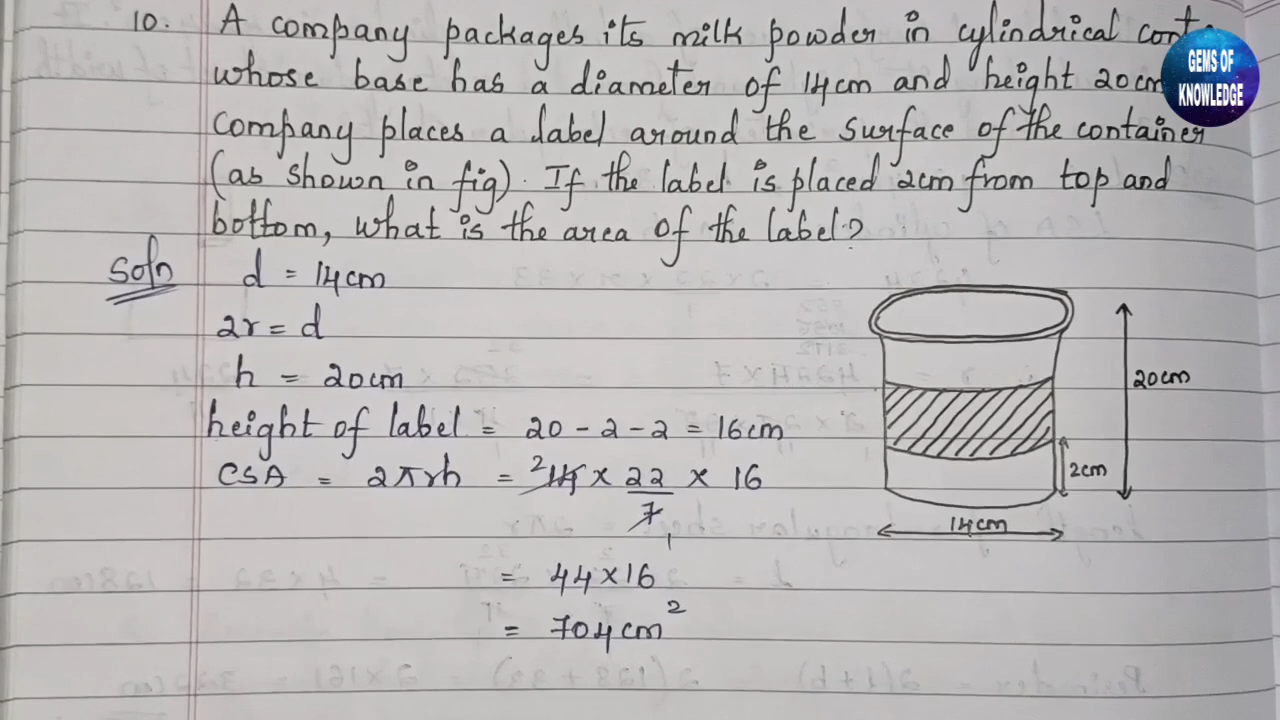 10. A company packages its milk powder in cylindrical
whose base has a diameter of 14cm and height 20cm
company places a label around the surface of the container
(as shown in fig). If the label is placed 2cm from top and
bottom, what is the area of the label?
Soln d = 14cm
2r = d
h = 20cm
height of label = 20 - 2 - 2 = 16cm
CSA = 2πrh = 2 14 × 22/7 × 16
1
= 44×16
= 704cm²
20cm
2cm
14cm
GEMS OF
KNOWLEDGE